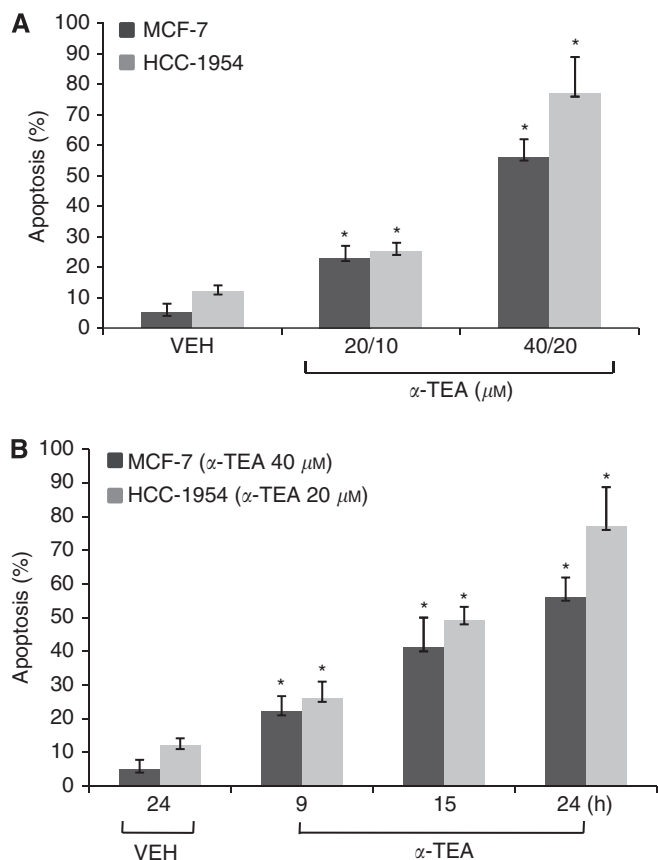 A
100
90
80
70
60
50
40
30
20
10
0
Apoptosis (%)
MCF-7
HCC-1954
*
*
*
*
VEH
20/10
40/20
α-TEA (μM)
B
100
90
80
70
60
50
40
30
20
10
0
Apoptosis (%)
MCF-7 (α-TEA 40 μM)
HCC-1954 (α-TEA 20 μM)
*
*
*
*
*
*
24
9
15
24 (h)
VEH
α-TEA